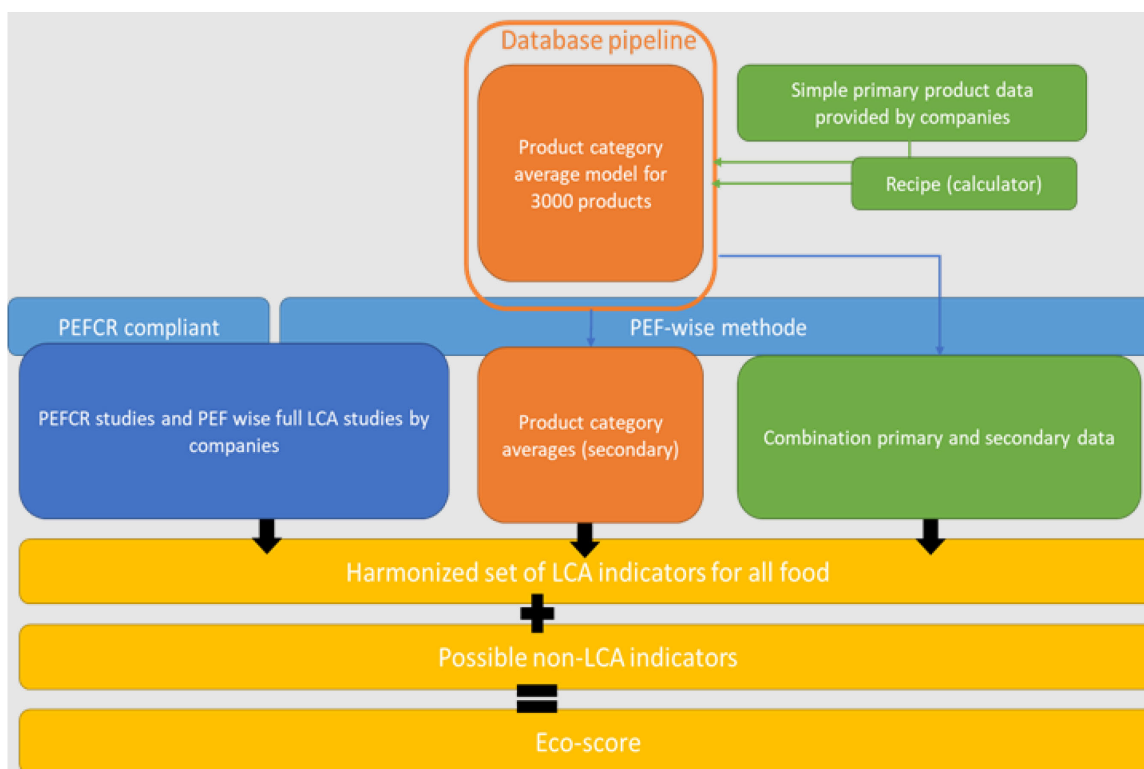 Database pipeline
Product category
average model for
3000 products
Simple primary product data
provided by companies
Recipe (calculator)
PEFCR compliant
PEF-wise methode
PEFCR studies and PEF wise full LCA studies by
companies
Product category
averages (secondary)
Combination primary and secondary data
Harmonized set of LCA indicators for all food
Possible non-LCA indicators
Eco-score